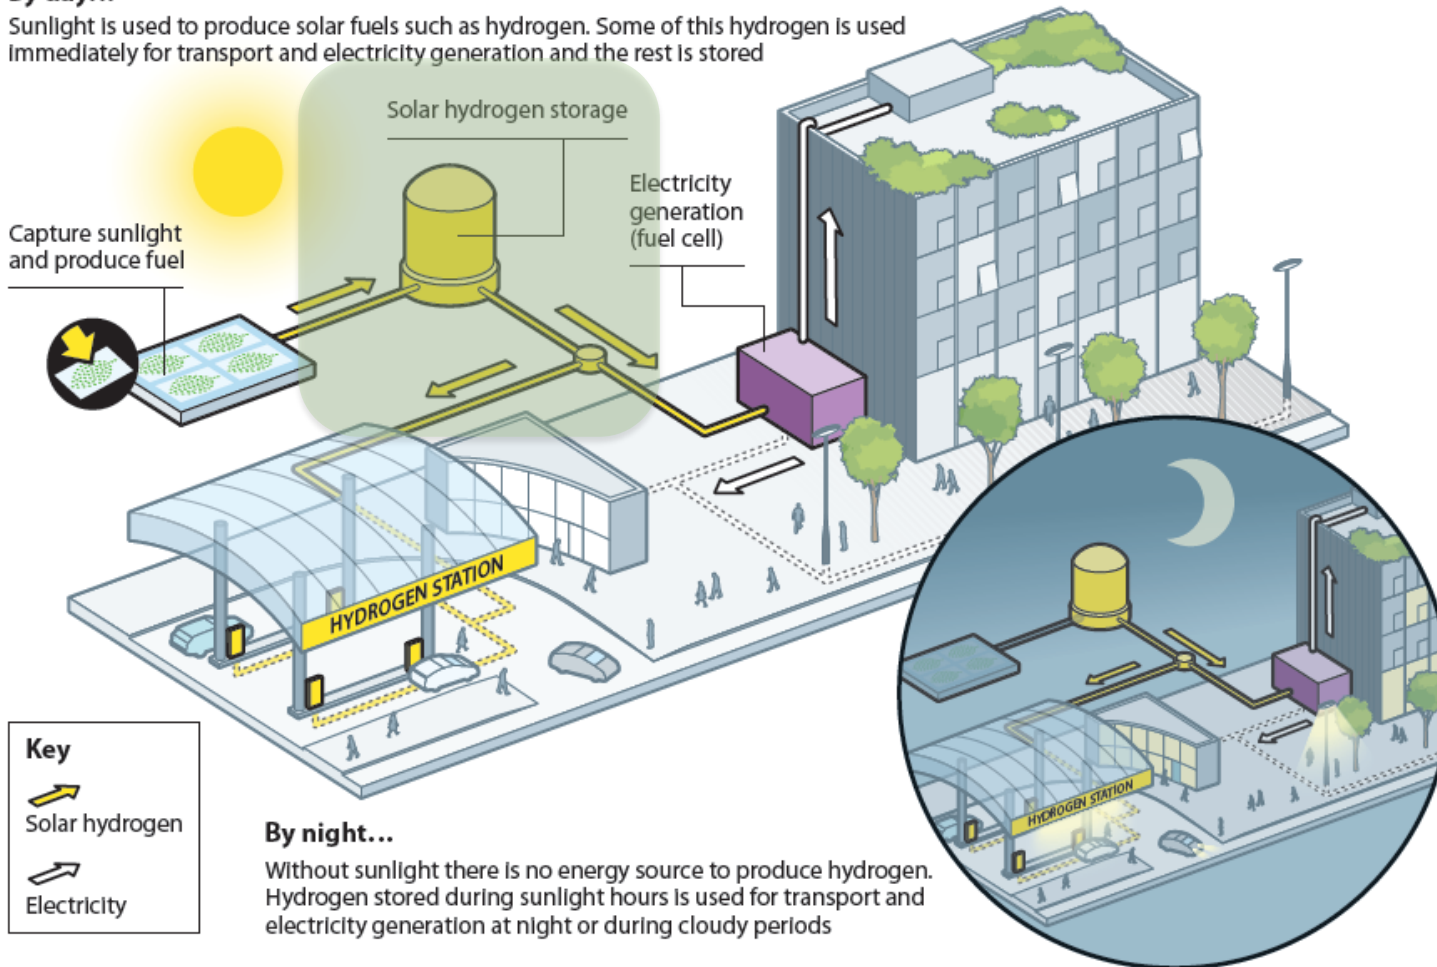 By day...
Sunlight is used to produce solar fuels such as hydrogen. Some of this hydrogen is used
immediately for transport and electricity generation and the rest is stored
Solar hydrogen storage
Electricity
generation
(fuel cell)
Capture sunlight
and produce fuel
HYDROGEN STATION
HYDROGEN STATION
Key
Solar hydrogen
Electricity
By night...
Without sunlight there is no energy source to produce hydrogen.
Hydrogen stored during sunlight hours is used for transport and
electricity generation at night or during cloudy periods